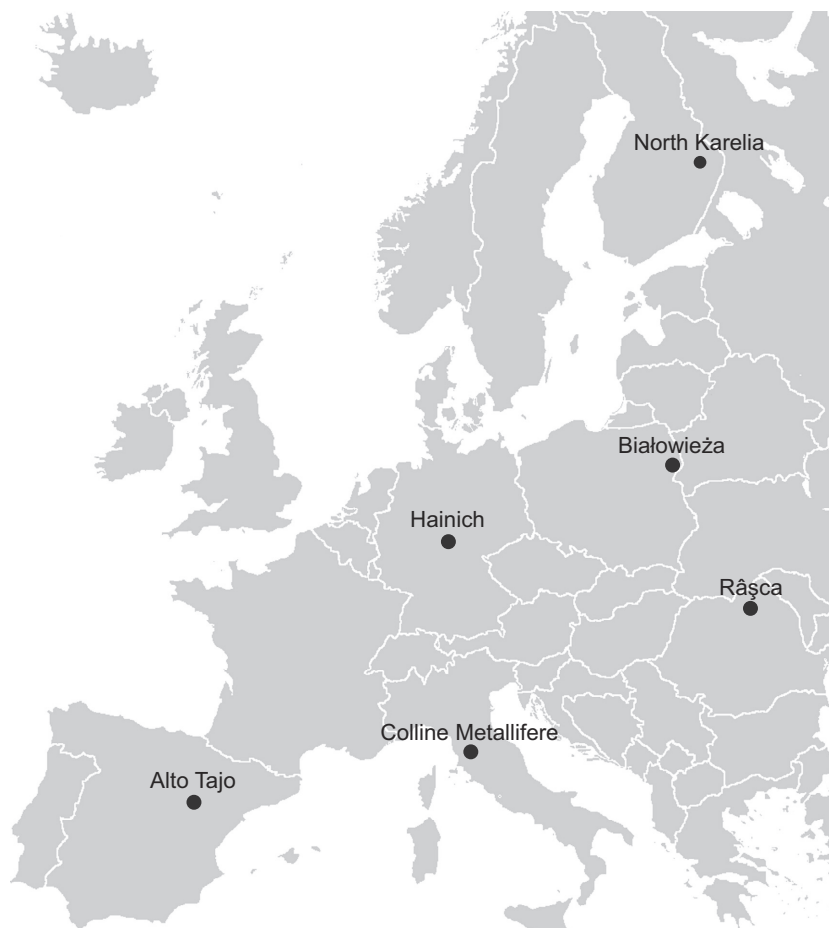 North Karelia
Białowieża
Hainich
Râşca
Colline Metallifere
Alto Tajo